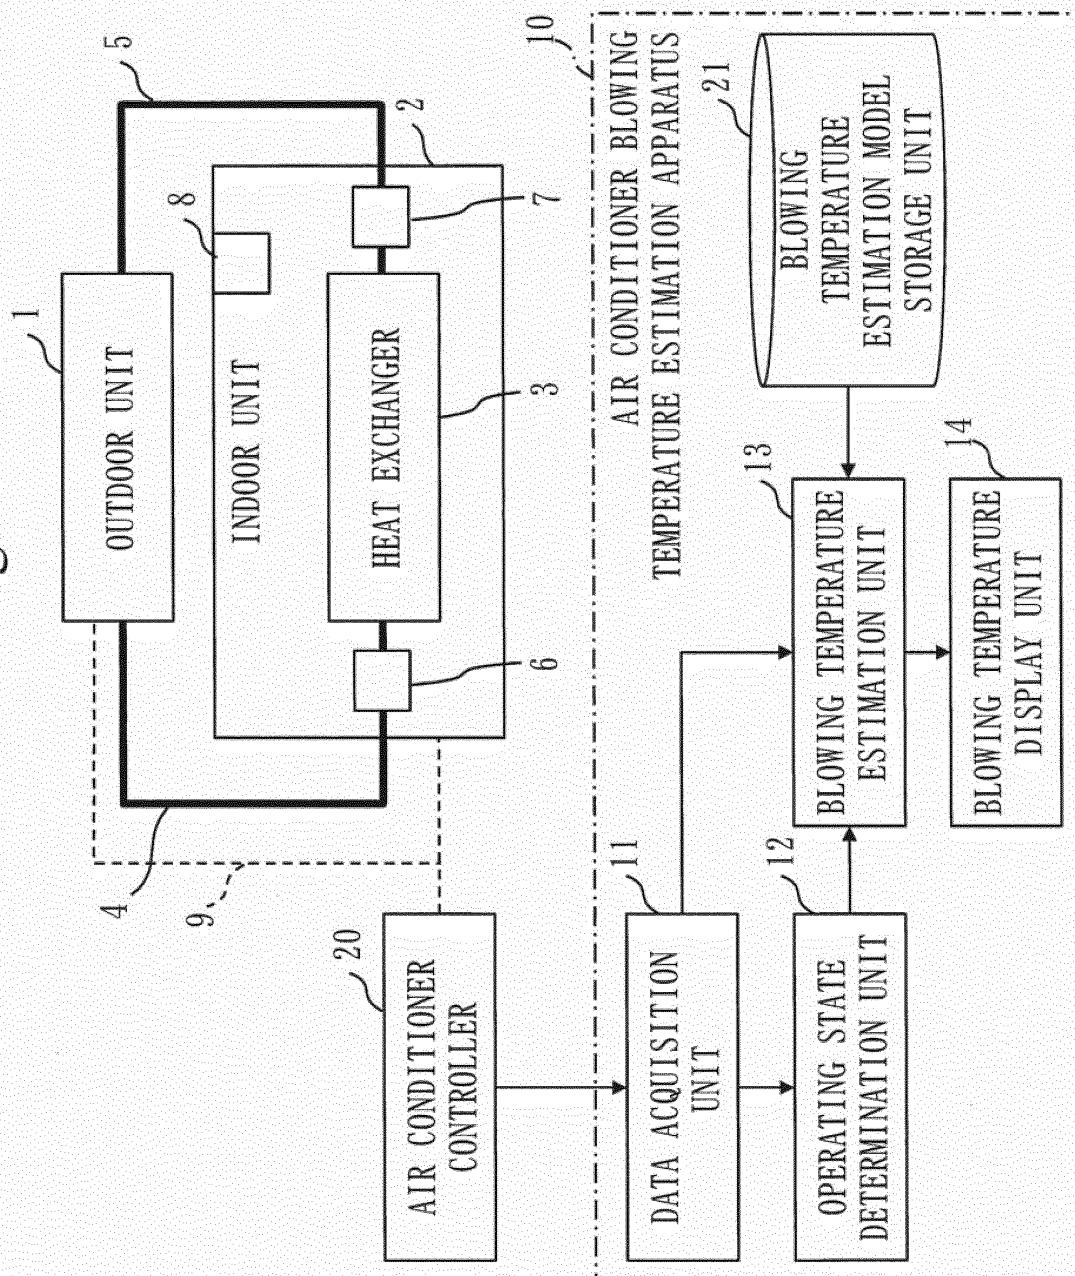 1
OUTDOOR UNIT
5
4
9
2
INDOOR UNIT
8
HEAT EXCHANGER
3
6
7
20
AIR CONDITIONER
CONTROLLER
10
AIR CONDITIONER BLOWING
TEMPERATURE ESTIMATION APPARATUS
11
DATA ACQUISITION
UNIT
12
OPERATING STATE
DETERMINATION UNIT
13
BLOWING TEMPERATURE
ESTIMATION UNIT
14
BLOWING TEMPERATURE
DISPLAY UNIT
21
BLOWING
TEMPERATURE
ESTIMATION MODEL
STORAGE UNIT